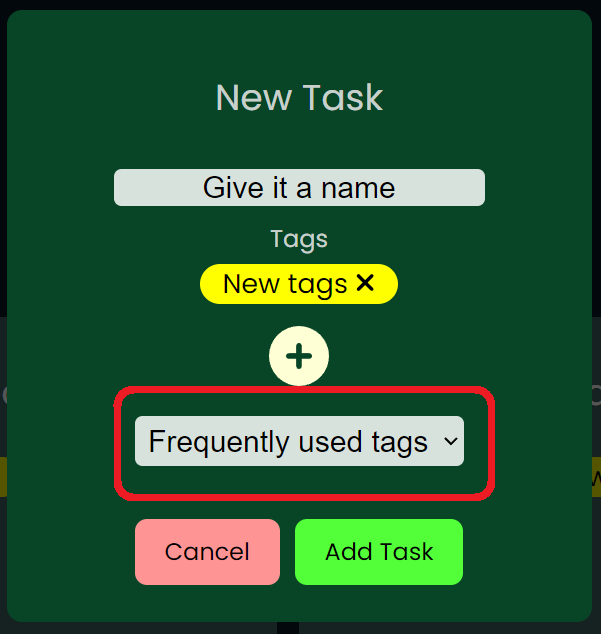 New Task
Give it a name
Tags
New tags
Frequently used tags
Cancel
Add Task